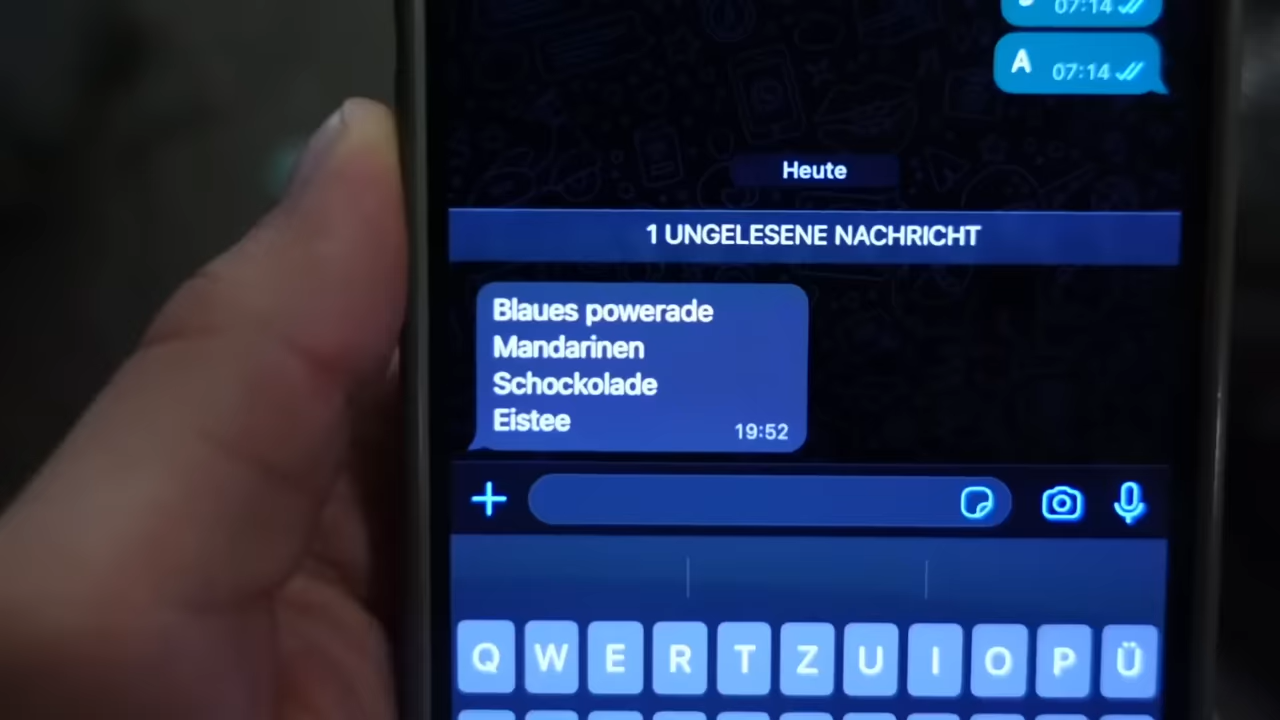 07:14
A 07:14
Heute
1 UNGELESENE NACHRICHT
Blaues powerade
Mandarinen
Schockolade
Eistee
19:52
Q W E R T Z U I O P Ü